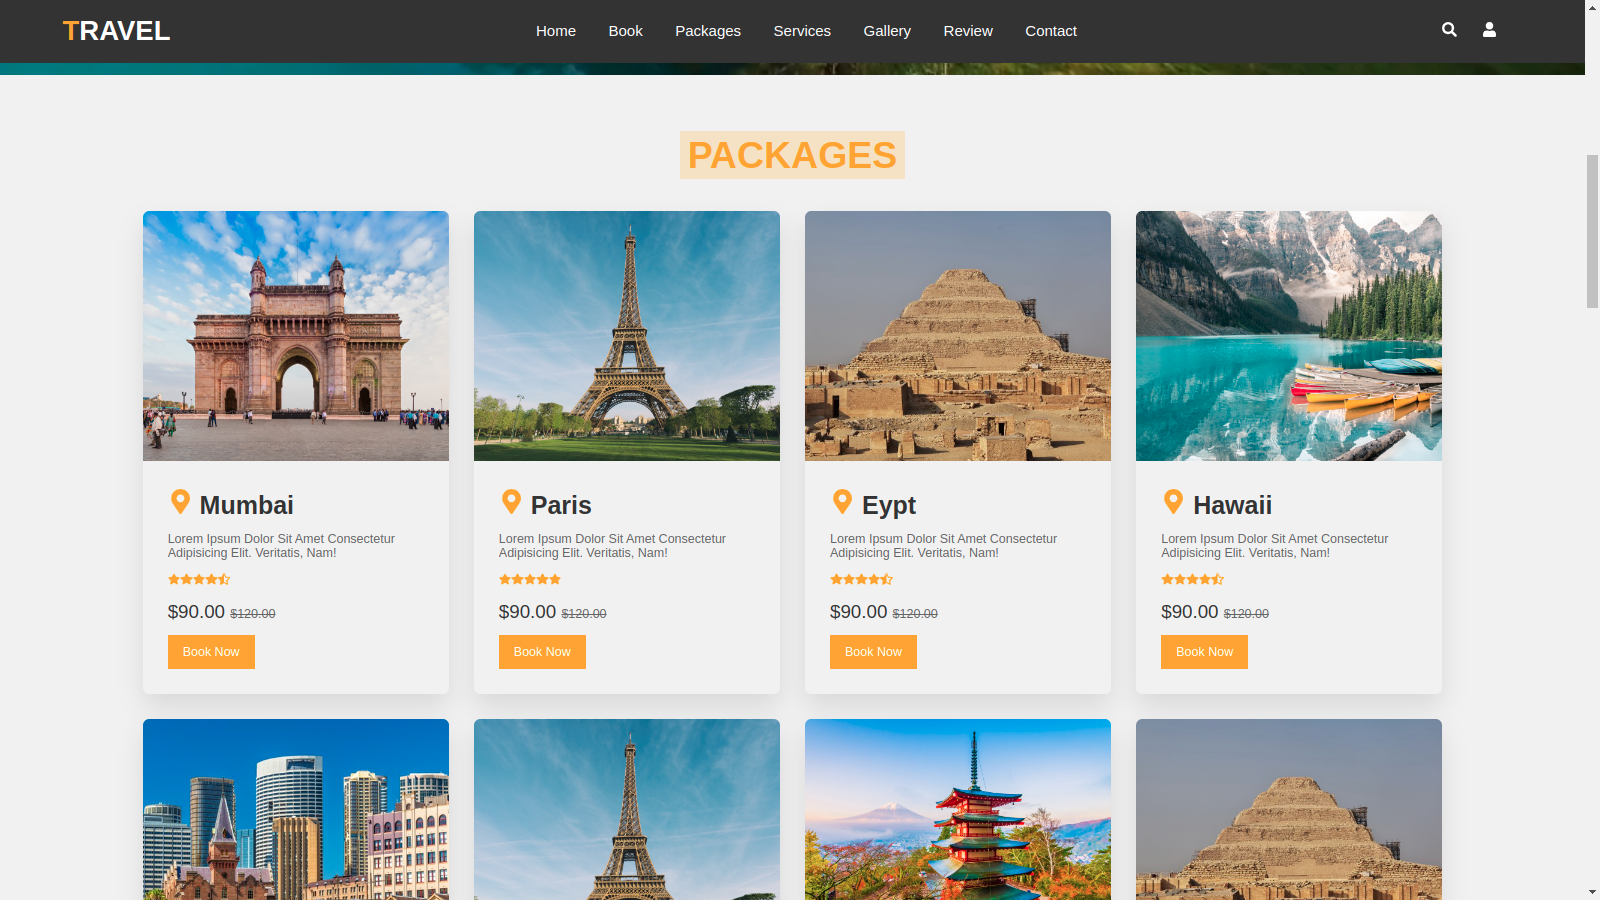 TRAVEL
Home Book Packages Services Gallery Review Contact
PACKAGES
Mumbai
Lorem Ipsum Dolor Sit Amet Consectetur
Adipisicing Elit. Veritatis, Nam!
$90.00 $120.00
Book Now
Paris
Lorem Ipsum Dolor Sit Amet Consectetur
Adipisicing Elit. Veritatis, Nam!
$90.00 $120.00
Book Now
Eypt
Lorem Ipsum Dolor Sit Amet Consectetur
Adipisicing Elit. Veritatis, Nam!
$90.00 $120.00
Book Now
Hawaii
Lorem Ipsum Dolor Sit Amet Consectetur
Adipisicing Elit. Veritatis, Nam!
$90.00 $120.00
Book Now